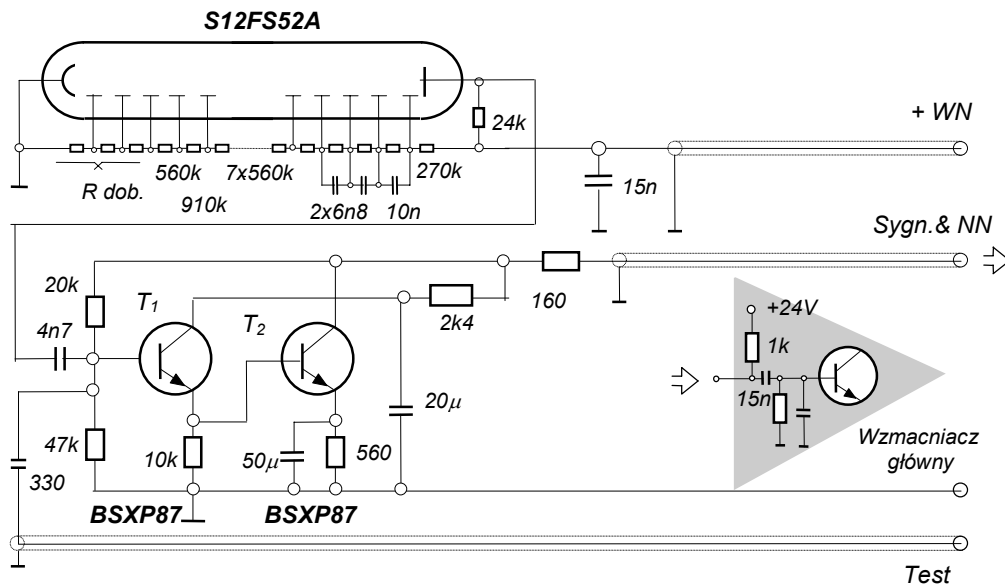 S12FS52A
24k
+ WN
560k
7x560k
270k
R dob.
910k
2x6n8
10n
15n
Sygn.& NN
20k
T1
T2
160
2k4
4n7
+24V
1k
15n
20μ
47k
10k
50μ
560
330
Wzmacniacz
główny
BSXP87
BSXP87
Test